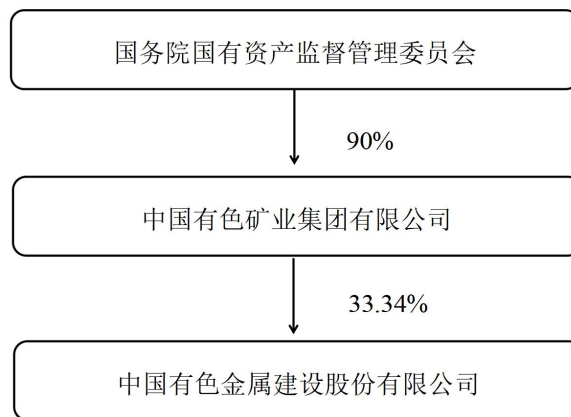 国务院国有资产监督管理委员会
90%
中国有色矿业集团有限公司
33.34%
中国有色金属建设股份有限公司